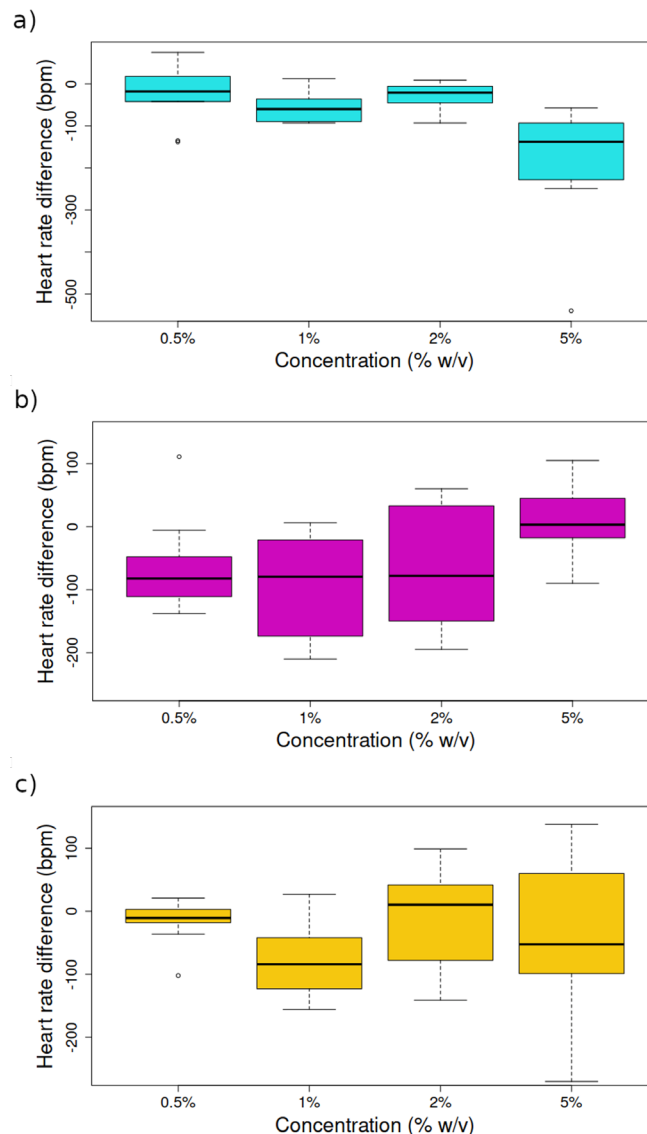 a)
Heart rate difference (bpm)
0
-100
-300
-500
0.5% 1% 2% 5%
Concentration (% w/v)
b)
Heart rate difference (bpm)
100
0
-100
-200
0.5% 1% 2% 5%
Concentration (% w/v)
c)
Heart rate difference (bpm)
100
0
-100
-200
0.5% 1% 2% 5%
Concentration (% w/v)